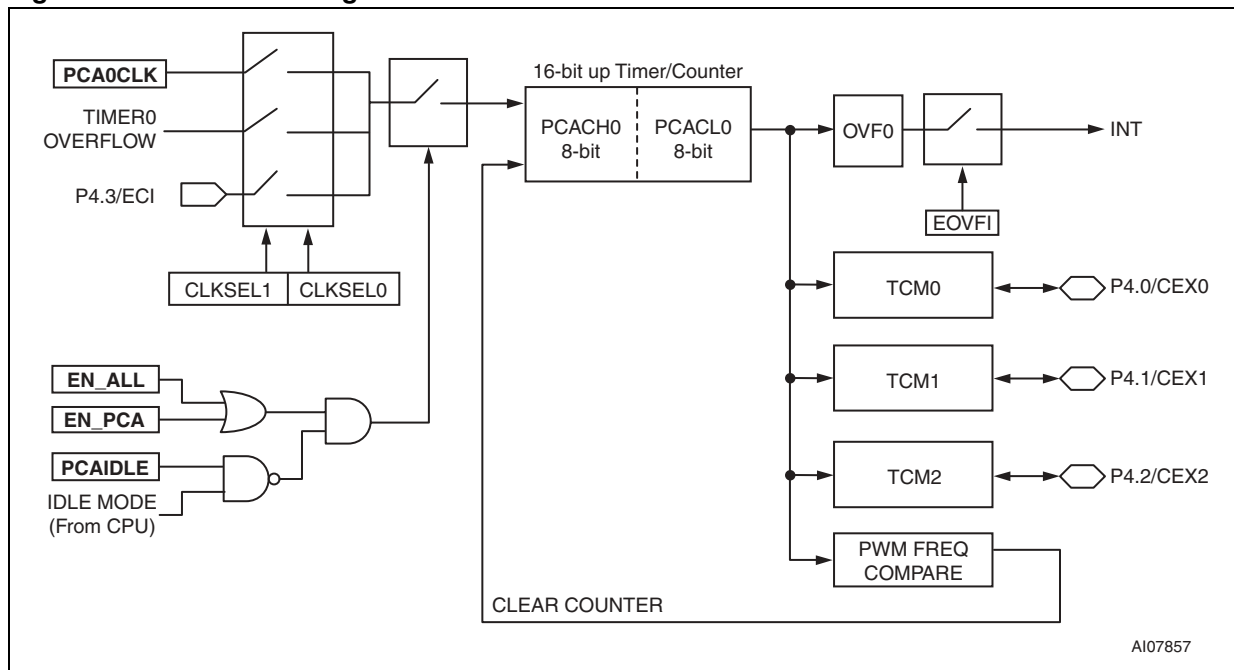 PCA0CLK
TIMER0
OVERFLOW
P4.3/ECI
CLKSEL1
CLKSEL0
16-bit up Timer/Counter
PCACH0
8-bit
PCACL0
8-bit
OVF0
INT
EOVFI
TCM0
P4.0/CEX0
TCM1
P4.1/CEX1
TCM2
P4.2/CEX2
PWM FREQ
COMPARE
CLEAR COUNTER
EN_ALL
EN_PCA
PCAIDLE
IDLE MODE
(From CPU)
AI07857